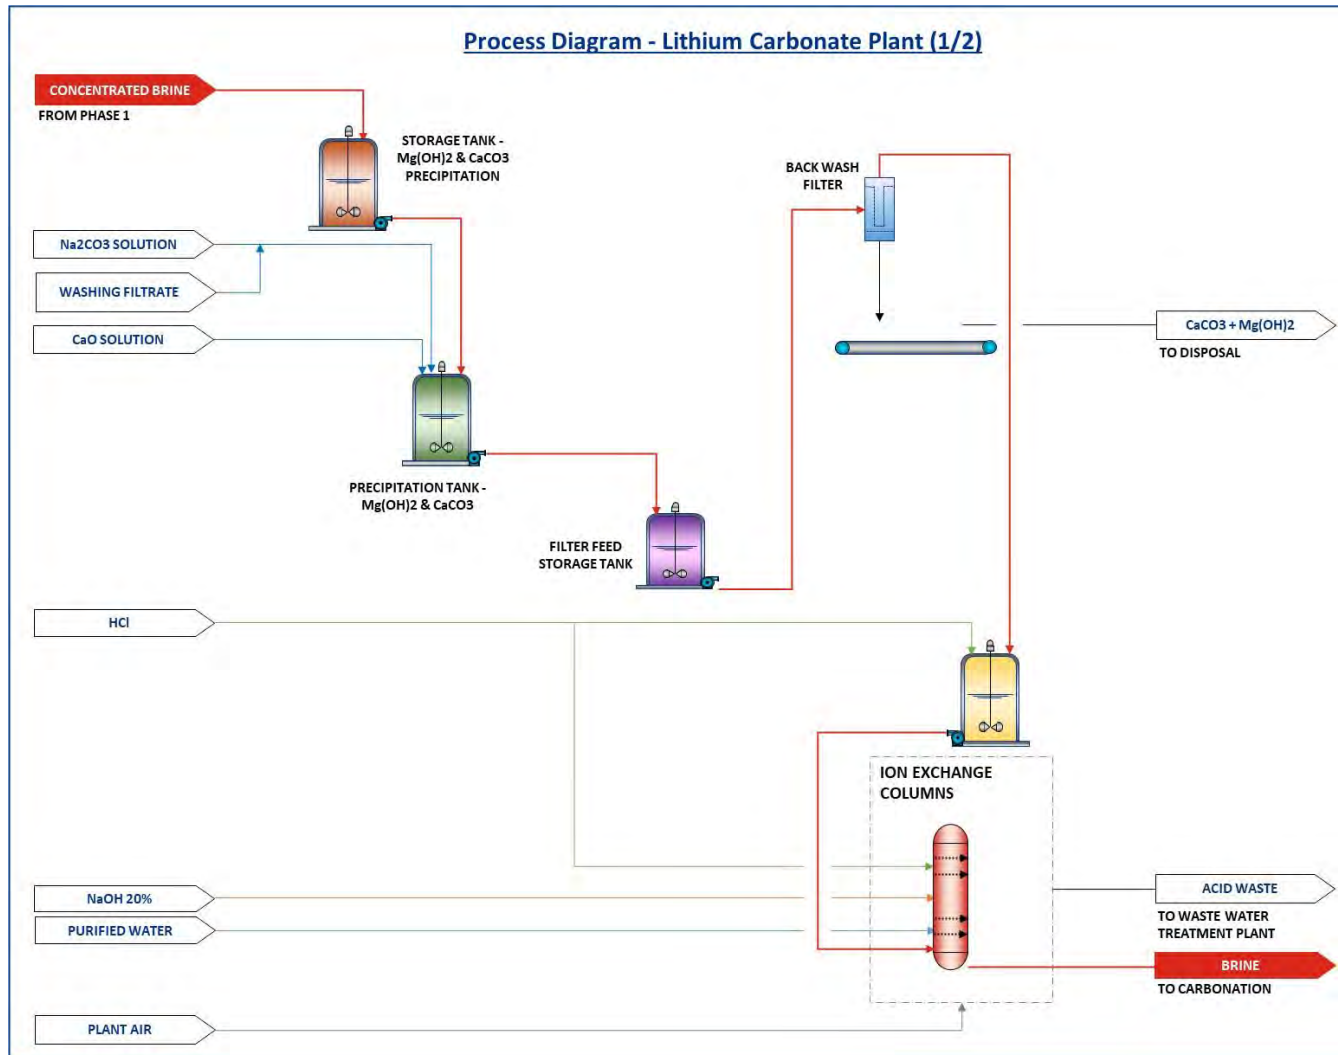 Process Diagram - Lithium Carbonate Plant (1/2)
CONCENTRATED BRINE
FROM PHASE 1
STORAGE TANK -
Mg(OH)2 & CaCO3
PRECIPITATION
BACK WASH
FILTER
Na2CO3 SOLUTION
WASHING FILTRATE
CaO SOLUTION
CaCO3 + Mg(OH)2
TO DISPOSAL
PRECIPITATION TANK -
Mg(OH)2 & CaCO3
FILTER FEED
STORAGE TANK
HCl
ION EXCHANGE
COLUMNS
NaOH 20%
PURIFIED WATER
ACID WASTE
TO WASTE WATER
TREATMENT PLANT
BRINE
TO CARBONATION
PLANT AIR